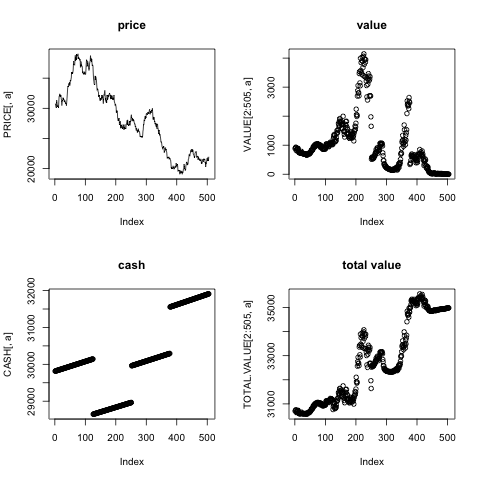 price
PRICE[, a]
20000
30000
0 100 200 300 400 500
Index
value
VALUE[2:505, a]
0
1000
3000
0 100 200 300 400 500
Index
cash
CASH[, a]
29000
30000
31000
32000
0 100 200 300 400 500
Index
total value
TOTAL.VALUE[2:505, a]
31000
33000
35000
0 100 200 300 400 500
Index